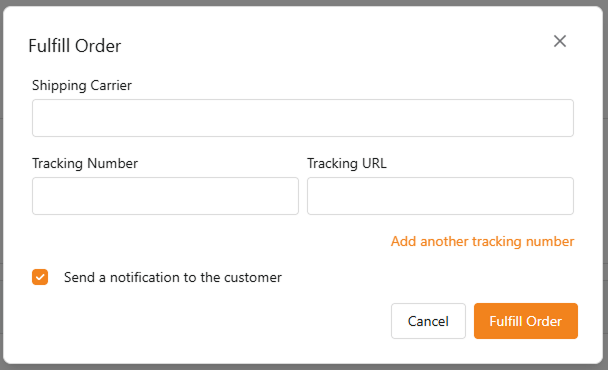 Fulfill Order
Shipping Carrier
Tracking Number
Tracking URL
Add another tracking number
Send a notification to the customer
Cancel
Fulfill Order